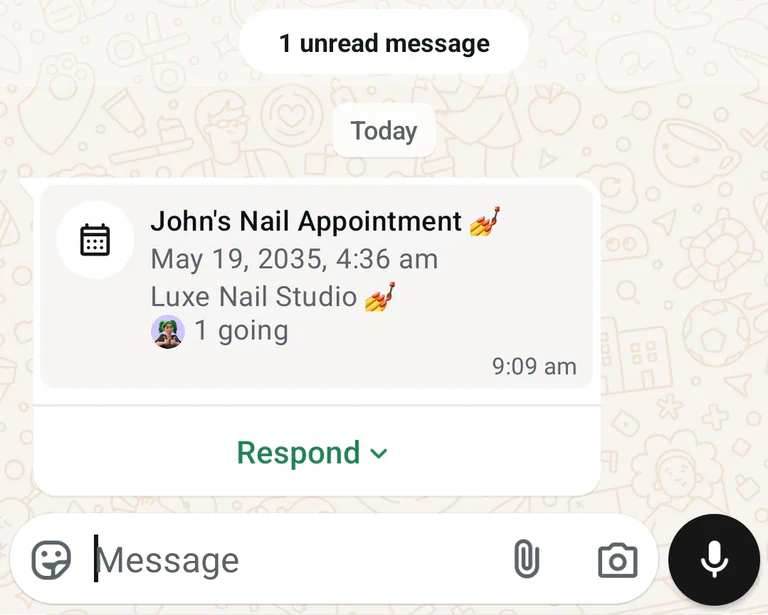 1 unread message
Today
John's Nail Appointment 💅
May 19, 2035, 4:36 am
Luxe Nail Studio 💅
1 going
9:09 am
Respond
Message